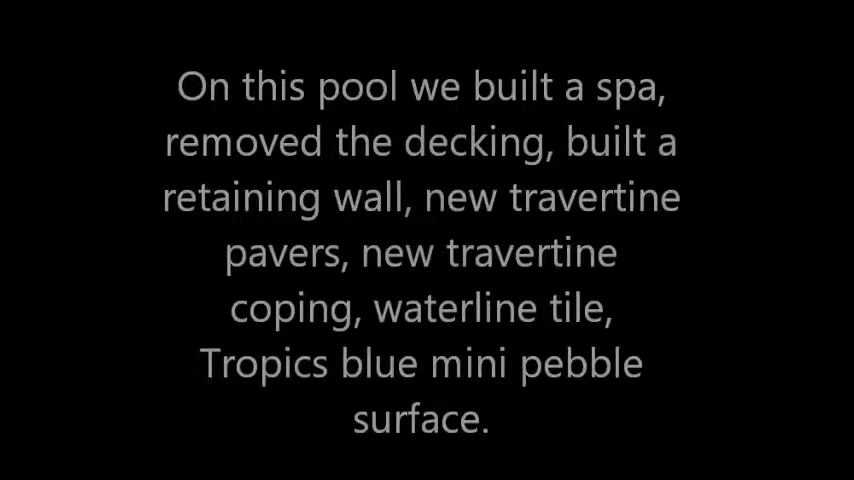 On this pool we built a spa,
removed the decking, built a
retaining wall, new travertine
pavers, new travertine
coping, waterline tile,
Tropics blue mini pebble
surface.